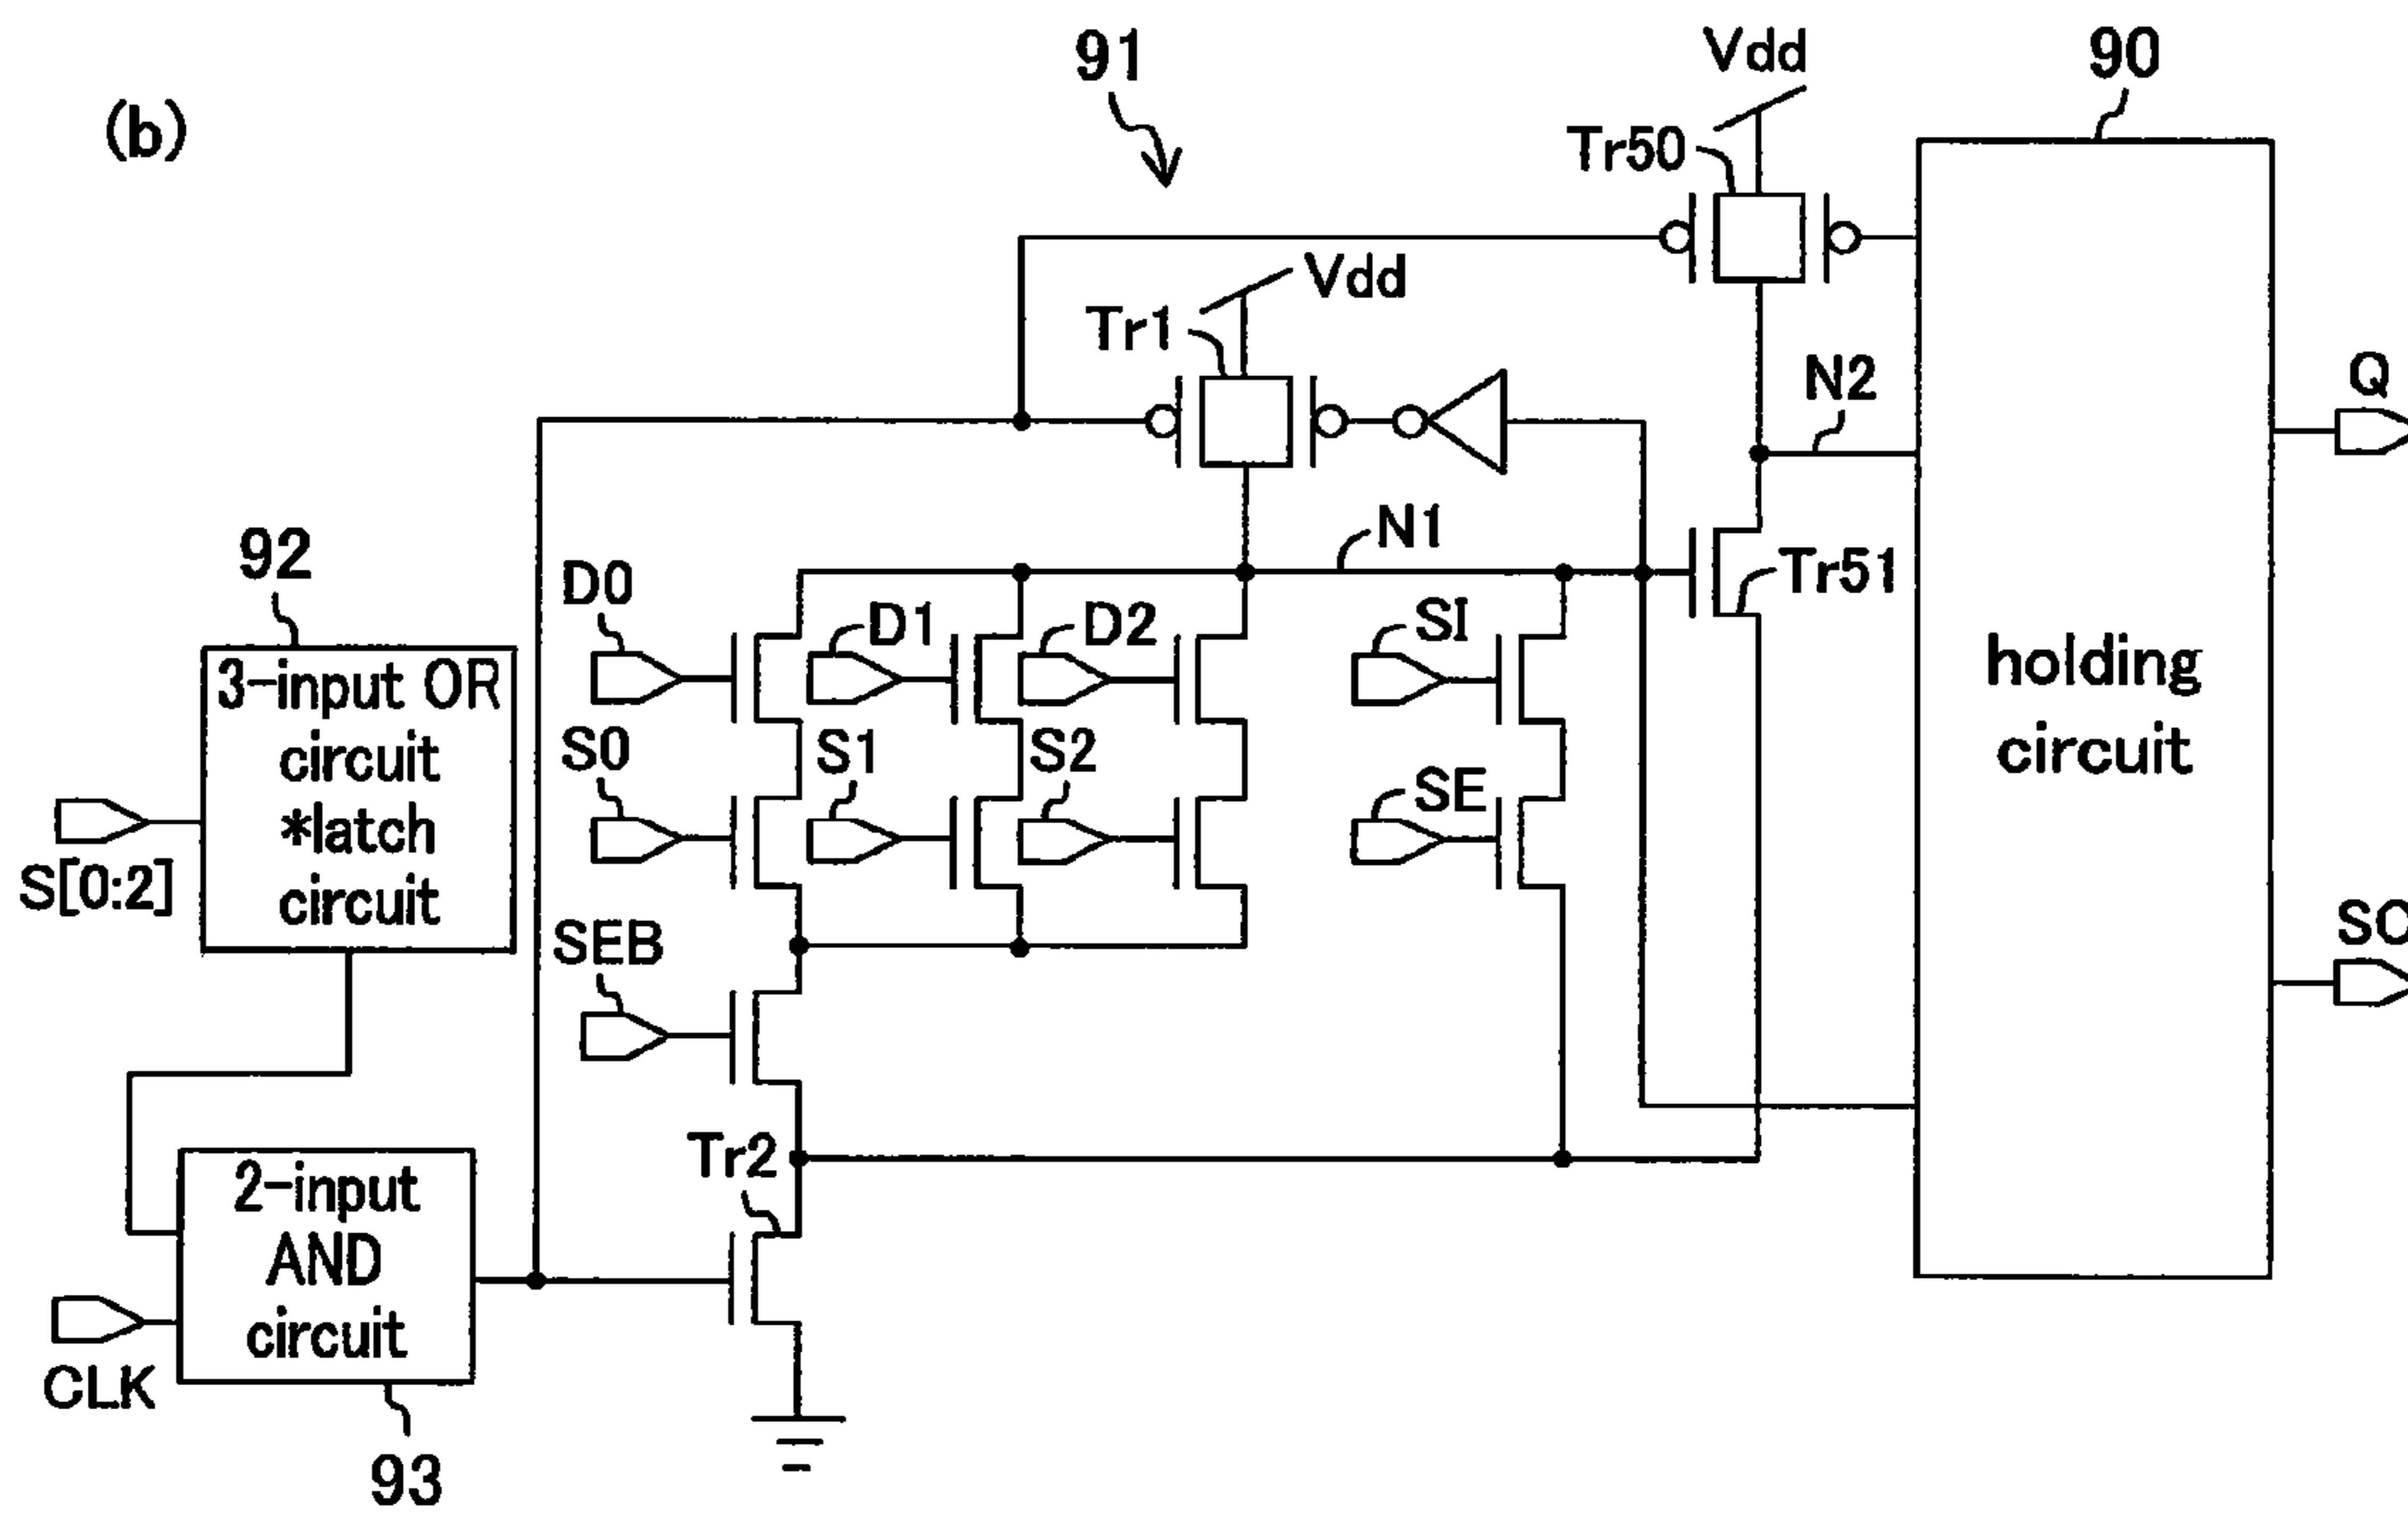 (b)
91
Vdd
90
Tr50
Vdd
Tr1
N2
Q
92
N1
D0
D1
D2
SI
Tr51
3-input OR
circuit
*latch
circuit
holding
circuit
S0
S1
S2
SE
S[0:2]
SEB
SO
Tr2
2-input
AND
circuit
CLK
93